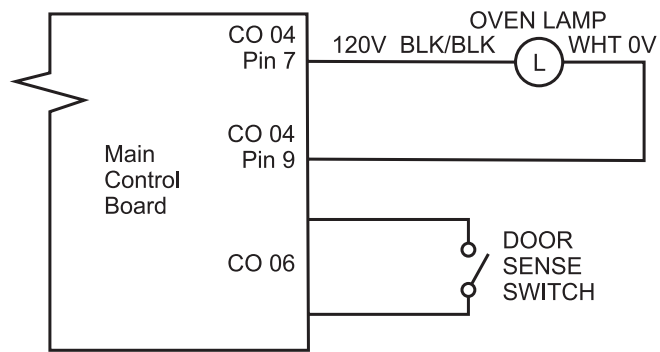 OVEN LAMP
CO 04
Pin 7
120V BLK/BLK
L
WHT 0V
CO 04
Pin 9
Main
Control
Board
CO 06
DOOR
SENSE
SWITCH